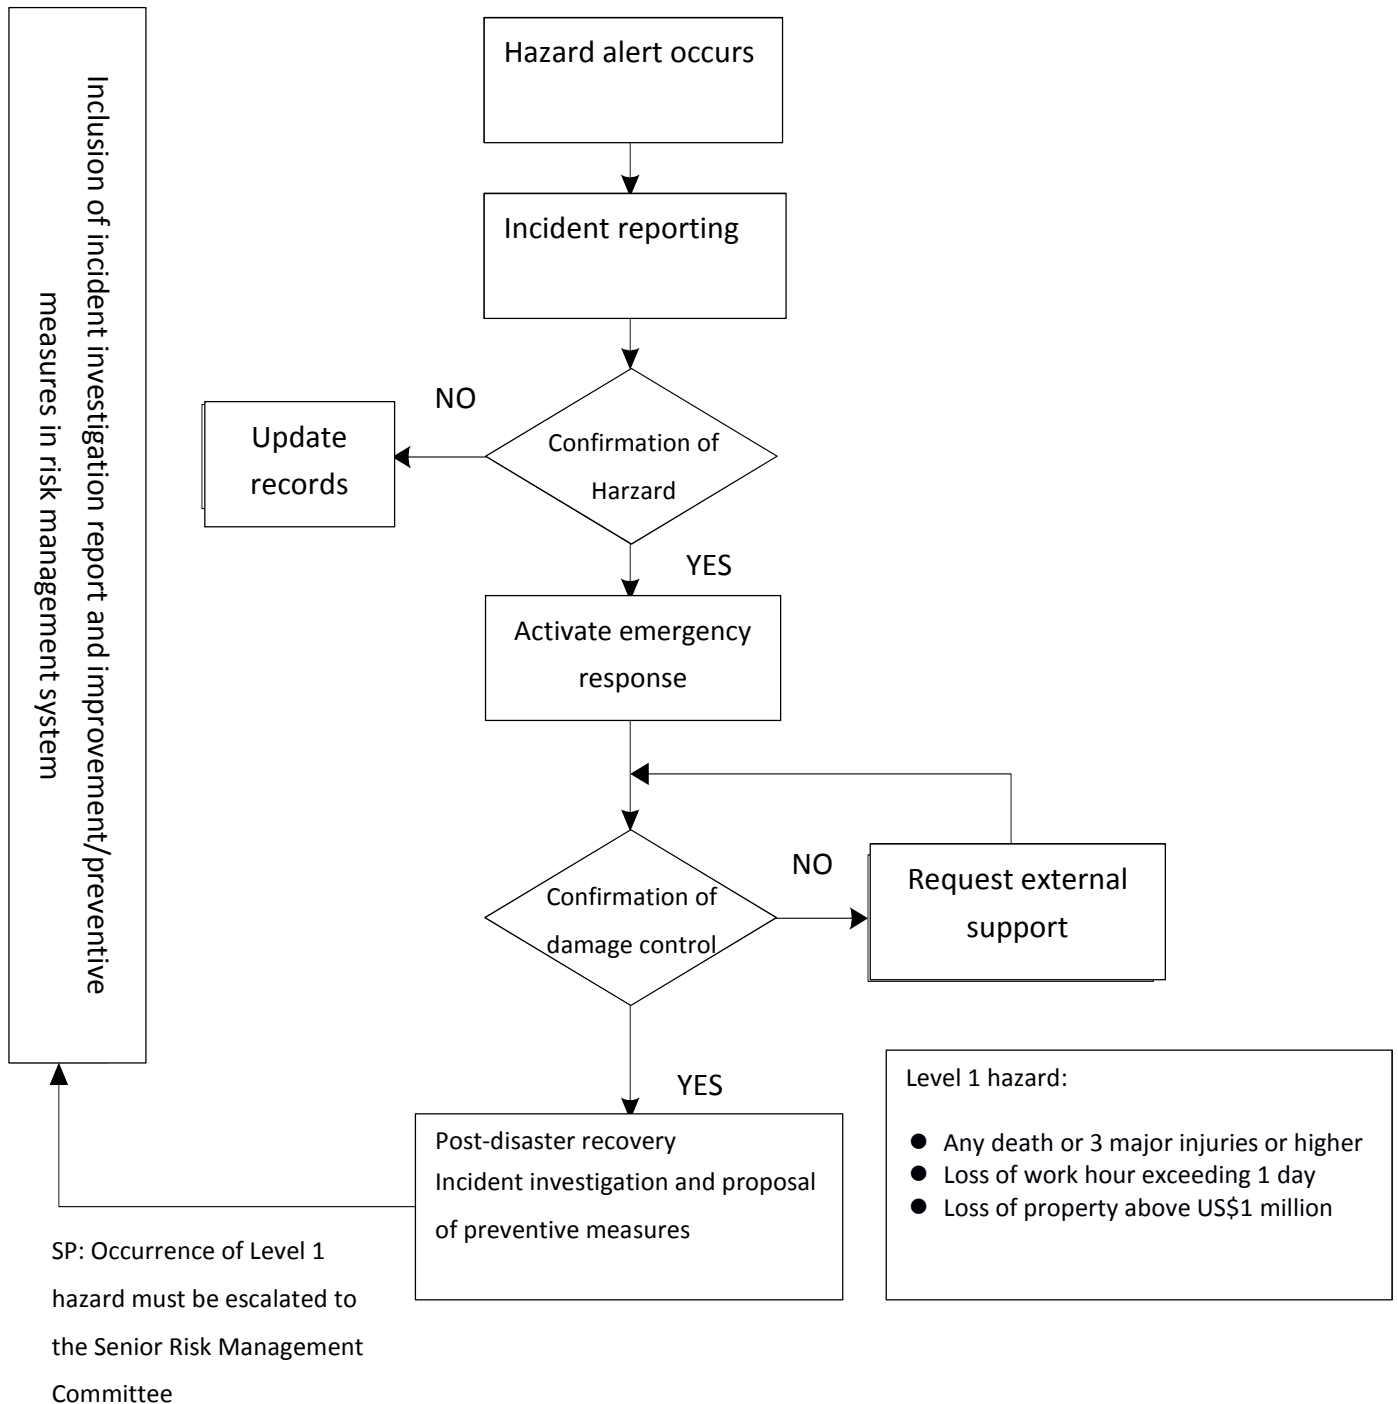 Inclusion of incident investigation report and improvement/preventive
measures in risk management system
Hazard alert occurs
Incident reporting
NO
Confirmation of
Harzard
Update
records
YES
Activate emergency
response
Confirmation of
damage control
NO
Request external
support
YES
Post-disaster recovery
Incident investigation and proposal
of preventive measures
Level 1 hazard:
● Any death or 3 major injuries or higher
● Loss of work hour exceeding 1 day
● Loss of property above US$1 million
SP: Occurrence of Level 1
hazard must be escalated to
the Senior Risk Management
Committee